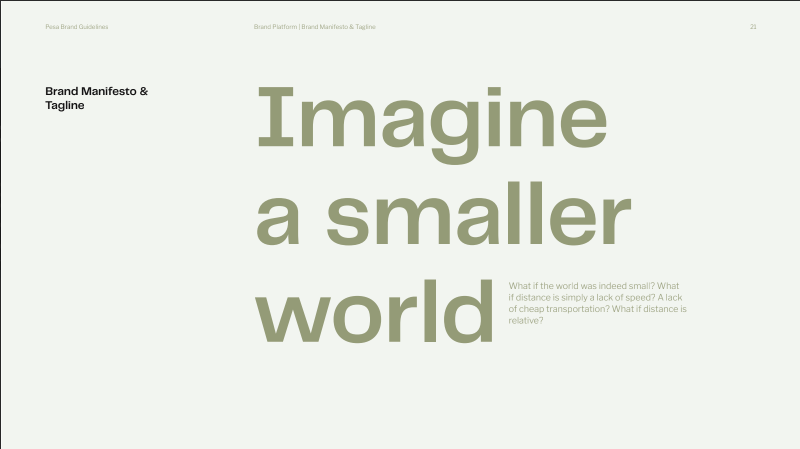 Pesa Brand Guidelines
Brand Platform | Brand Manifesto & Tagline
21
Brand Manifesto &
Tagline
Imagine
a smaller
world
What if the world was indeed small? What
if distance is simply a lack of speed? A lack
of cheap transportation? What if distance is
relative?